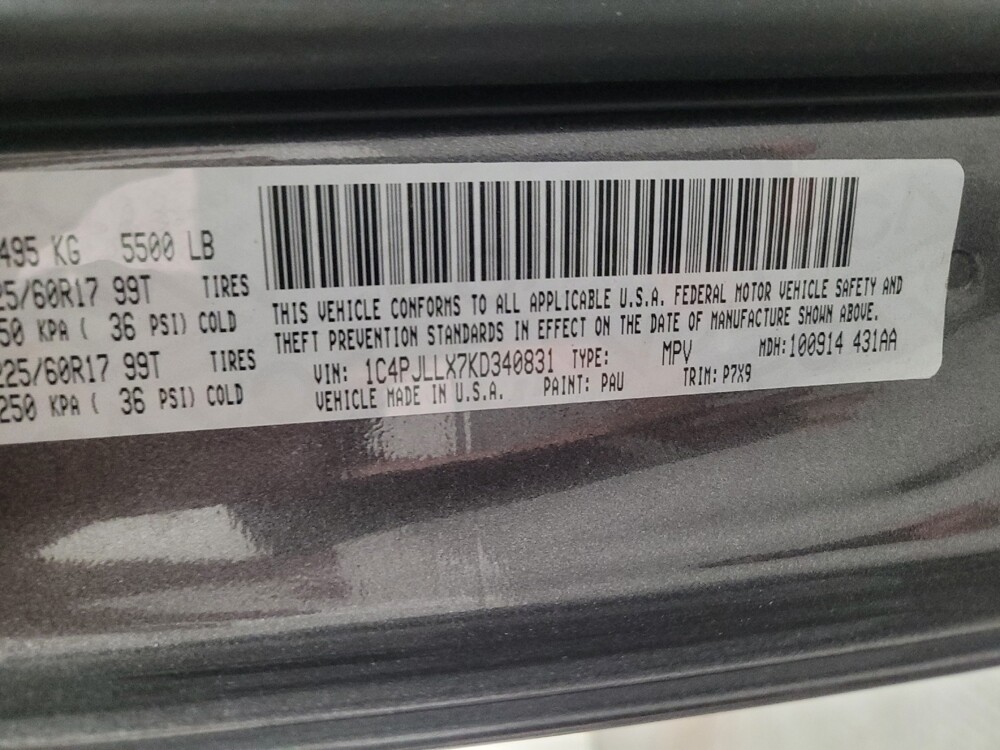 495 KG 5500 LB
25/60R17 99T TIRES
50 KPA ( 36 PSI) COLD
225/60R17 99T TIRES
250 KPA ( 36 PSI) COLD
THIS VEHICLE CONFORMS TO ALL APPLICABLE U.S.A. FEDERAL MOTOR VEHICLE SAFETY AND
THEFT PREVENTION STANDARDS IN EFFECT ON THE DATE OF MANUFACTURE SHOWN ABOVE.
VIN: 1C4PJLLX7KD340831 TYPE: MPV MDH:100914 431AA
VEHICLE MADE IN U.S.A. PAINT: PAU TRIM: P7X9